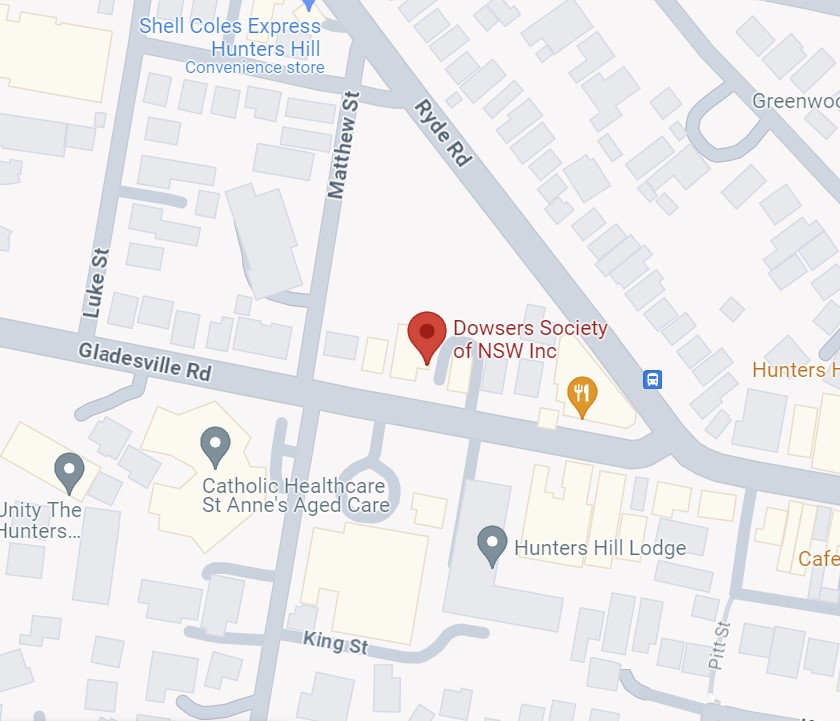 Shell Coles Express
Hunters Hill
Convenience store
Greenwoo
Ryde Rd
Matthew St
Luke St
Dowsers Society
of NSW Inc
Gladesville Rd
Hunters H
Catholic Healthcare
St Anne's Aged Care
Unity The
Hunters...
Hunters Hill Lodge
Cafe
King St
Pitt St